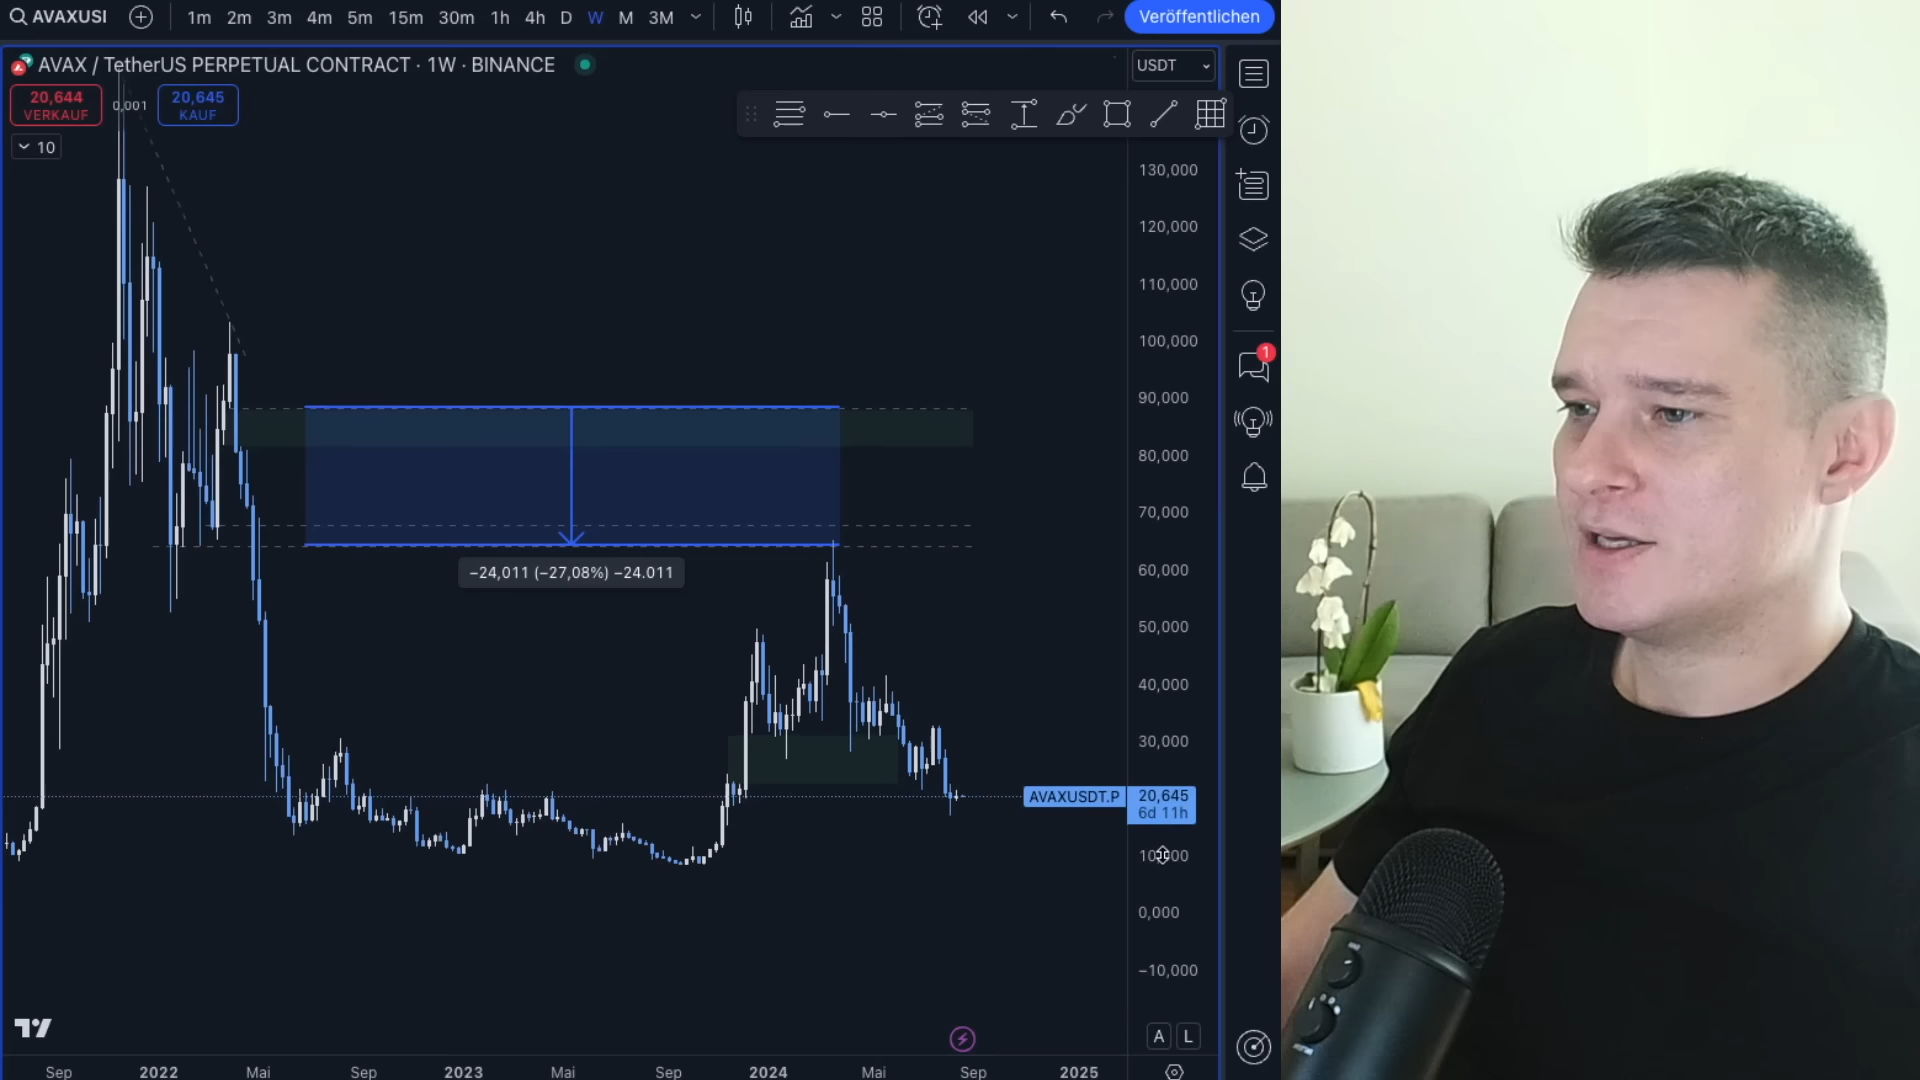 AVAXUSI 1m 2m 3m 4m 5m 15m 30m 1h 4h D W M 3M Veröffentlichen
AVAX / TetherUS PERPETUAL CONTRACT · 1W · BINANCE
USDT
20,644
VERKAUF
0,001
20,645
KAUF
10
130,000
120,000
110,000
100,000
1
90,000
80,000
70,000
60,000
−24,011 (−27,08%) −24.011
50,000
40,000
30,000
AVAXUSDT.P
20,645
6d 11h
0,000
−10,000
A L
Sep 2022 Mai Sep 2023 Mai Sep 2024 Mai Sep 2025